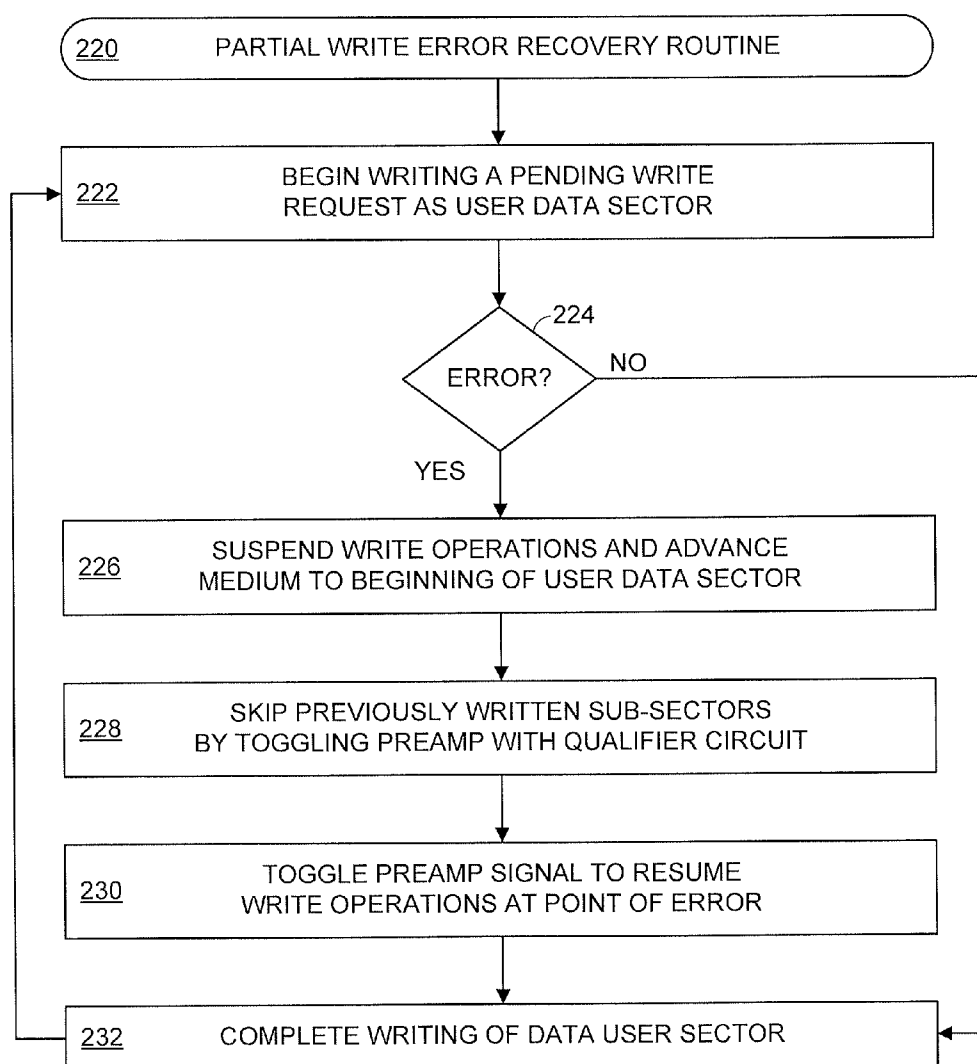 220 PARTIAL WRITE ERROR RECOVERY ROUTINE
222 BEGIN WRITING A PENDING WRITE
REQUEST AS USER DATA SECTOR
224
ERROR?
NO
YES
226 SUSPEND WRITE OPERATIONS AND ADVANCE
MEDIUM TO BEGINNING OF USER DATA SECTOR
228 SKIP PREVIOUSLY WRITTEN SUB-SECTORS
BY TOGGLING PREAMP WITH QUALIFIER CIRCUIT
230 TOGGLE PREAMP SIGNAL TO RESUME
WRITE OPERATIONS AT POINT OF ERROR
232 COMPLETE WRITING OF DATA USER SECTOR